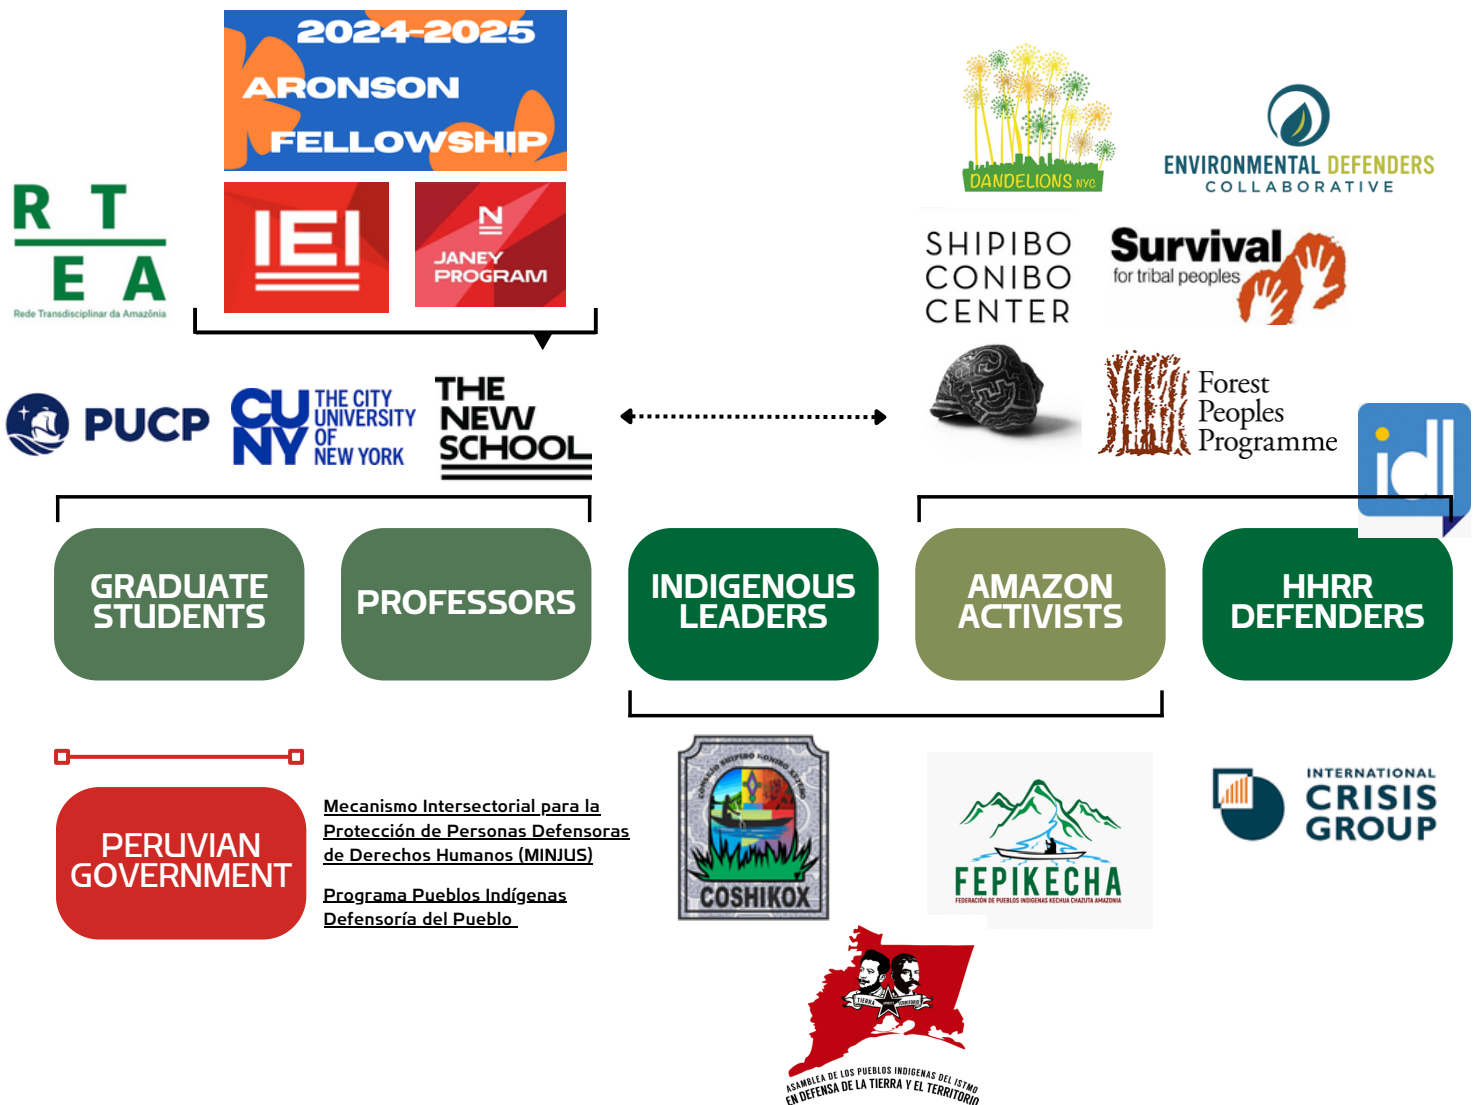 2024-2025
ARONSON
FELLOWSHIP
R T
E A
Rede Transdisciplinar da Amazônia
IEI
N
JANEY
PROGRAM
DANDELIONS NYC
ENVIRONMENTAL DEFENDERS
COLLABORATIVE
SHIPIBO
CONIBO
CENTER
Survival
for tribal peoples
PUCP
CU
NY
THE CITY
UNIVERSITY
OF
NEW YORK
THE
NEW
SCHOOL
Forest
Peoples
Programme
idl
GRADUATE
STUDENTS
PROFESSORS
INDIGENOUS
LEADERS
AMAZON
ACTIVISTS
HHRR
DEFENDERS
PERUVIAN
GOVERNMENT
Mecanismo Intersectorial para la
Protección de Personas Defensoras
de Derechos Humanos (MINJUS)
Programa Pueblos Indígenas
Defensoría del Pueblo
CONSEJO SHIPIBO KONIBO XETEBO
COSHIKOX
FEPIKECHA
FEDERACIÓN DE PUEBLOS INDIGENAS KECHUA CHAZUTA AMAZONIA
INTERNATIONAL
CRISIS
GROUP
TIERRA
TERRITORIO
ASAMBLEA DE LOS PUEBLOS INDIGENAS DEL ISTMO
EN DEFENSA DE LA TIERRA Y EL TERRITORIO